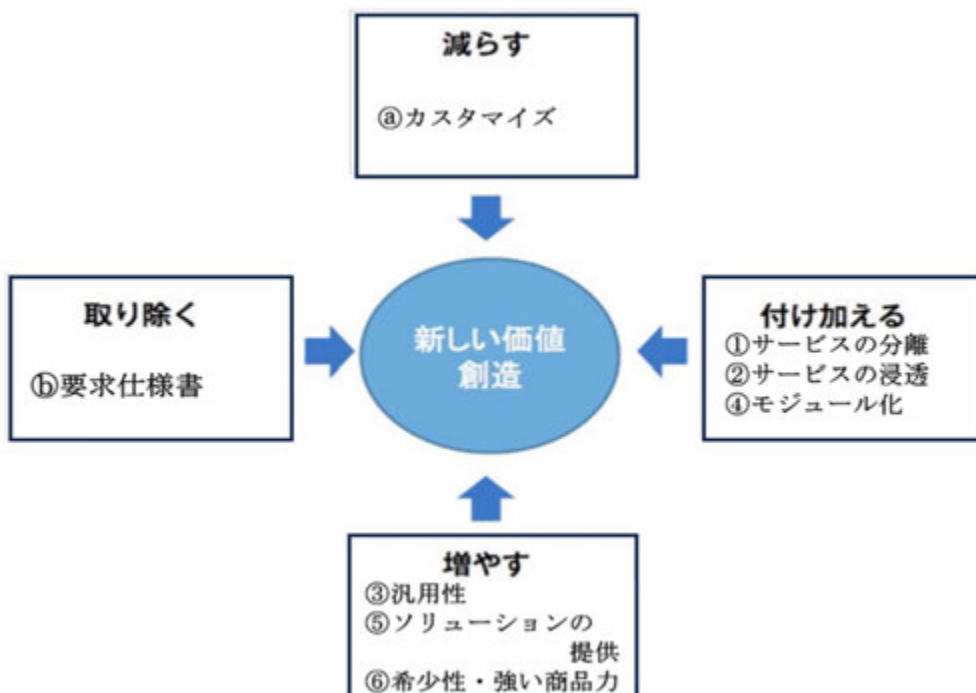 減らす
ⓐカスタマイズ
取り除く
ⓑ要求仕様書
新しい価値
創造
付け加える
①サービスの分離
②サービスの浸透
④モジュール化
増やす
③汎用性
⑤ソリューションの
提供
⑥希少性・強い商品力